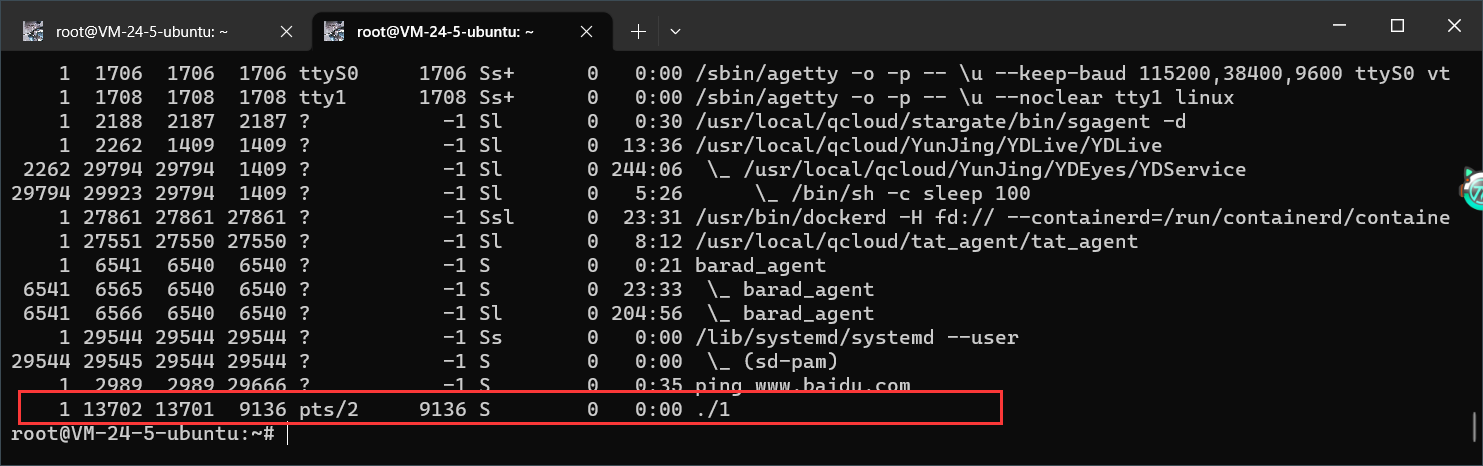 root@VM-24-5-ubuntu: ~ root@VM-24-5-ubuntu: ~
1 1706 1706 1706 ttyS0 1706 Ss+ 0 0:00 /sbin/agetty -o -p -- \u --keep-baud 115200,38400,9600 ttyS0 vt
1 1708 1708 1708 tty1 1708 Ss+ 0 0:00 /sbin/agetty -o -p -- \u --noclear tty1 linux
1 2188 2187 2187 ? -1 Sl 0 0:30 /usr/local/qcloud/stargate/bin/sgagent -d
1 2262 1409 1409 ? -1 Sl 0 13:36 /usr/local/qcloud/YunJing/YDLive/YDLive
2262 29794 29794 1409 ? -1 Sl 0 244:06 \_ /usr/local/qcloud/YunJing/YDEyes/YDService
29794 29923 29794 1409 ? -1 Sl 0 5:26 \_ /bin/sh -c sleep 100
1 27861 27861 27861 ? -1 Ssl 0 23:31 /usr/bin/dockerd -H fd:// --containerd=/run/containerd/containe
1 27551 27550 27550 ? -1 Sl 0 8:12 /usr/local/qcloud/tat_agent/tat_agent
1 6541 6540 6540 ? -1 S 0 0:21 barad_agent
6541 6565 6540 6540 ? -1 S 0 23:33 \_ barad_agent
6541 6566 6540 6540 ? -1 Sl 0 204:56 \_ barad_agent
1 29544 29544 29544 ? -1 Ss 0 0:00 /lib/systemd/systemd --user
29544 29545 29544 29544 ? -1 S 0 0:00 \_ (sd-pam)
1 2989 2989 29666 ? -1 S 0 0:35 ping www.baidu.com
1 13702 13701 9136 pts/2 9136 S 0 0:00 ./1
root@VM-24-5-ubuntu:~#